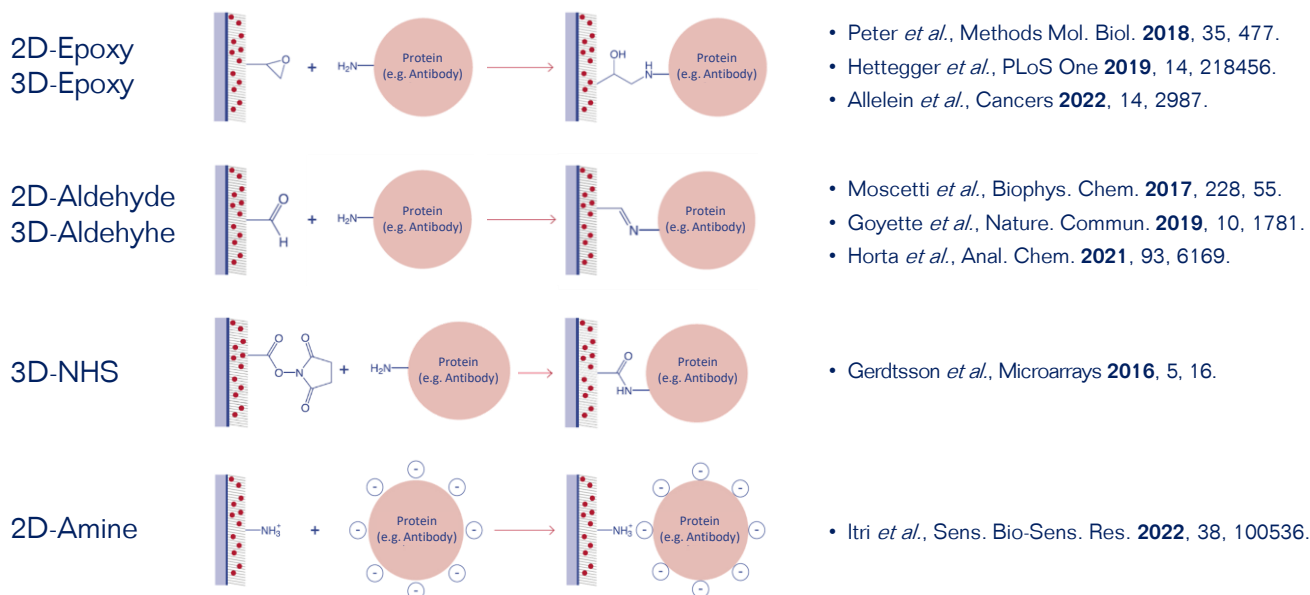 2D-Epoxy
3D-Epoxy
O
+
H₂N
Protein
(e.g. Antibody)
OH
H
N
Protein
(e.g. Antibody)
• Peter et al., Methods Mol. Biol. 2018, 35, 477.
• Hettegger et al., PLoS One 2019, 14, 218456.
• Allelein et al., Cancers 2022, 14, 2987.
2D-Aldehyde
3D-Aldehyhe
O
H
+
H₂N
Protein
(e.g. Antibody)
N
Protein
(e.g. Antibody)
• Moscetti et al., Biophys. Chem. 2017, 228, 55.
• Goyette et al., Nature. Commun. 2019, 10, 1781.
• Horta et al., Anal. Chem. 2021, 93, 6169.
3D-NHS
O
O
O
N
O
+
H₂N
Protein
(e.g. Antibody)
O
HN
Protein
(e.g. Antibody)
• Gerdtsson et al., Microarrays 2016, 5, 16.
2D-Amine
NH₃⁺
+
- - - - - - - -
Protein
(e.g. Antibody)
NH₃⁺
- - - - - - - -
Protein
(e.g. Antibody)
• Itri et al., Sens. Bio-Sens. Res. 2022, 38, 100536.